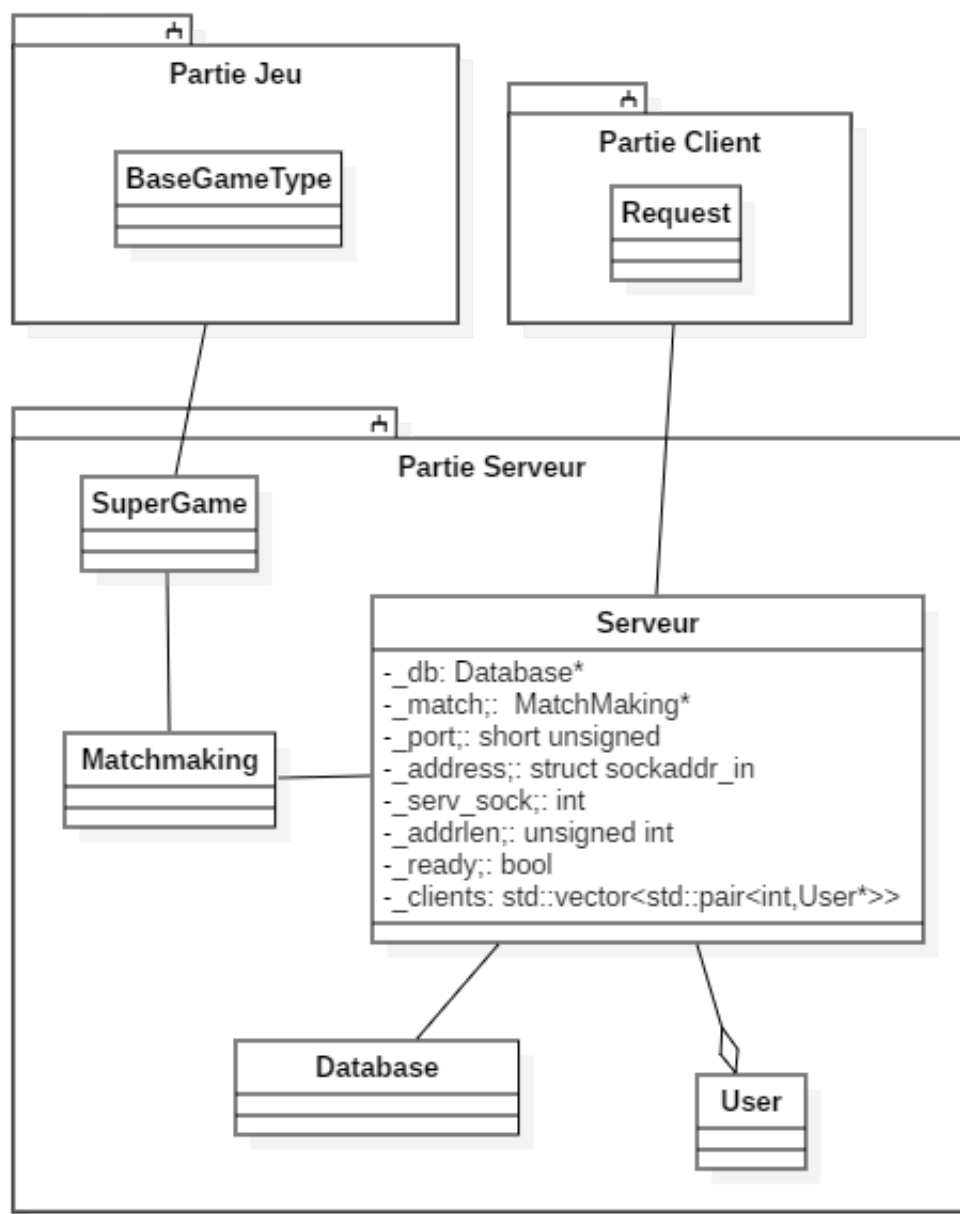 Partie Jeu
BaseGameType
Partie Client
Request
Partie Serveur
SuperGame
Serveur
-_db: Database*
-_match;:  MatchMaking*
-_port;: short unsigned
-_address;: struct sockaddr_in
-_serv_sock;: int
-_addrlen;: unsigned int
-_ready;: bool
-_clients: std::vector<std::pair<int,User*>>
Matchmaking
Database
User